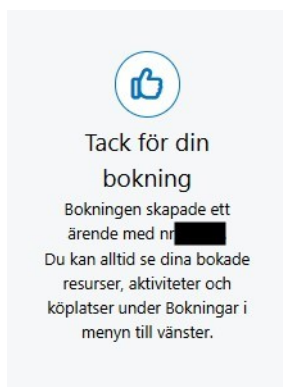 Tack för din
bokning
Bokningen skapade ett
ärende med nr
Du kan alltid se dina bokade
resurser, aktiviteter och
köplatser under Bokningar i
menyn till vänster.